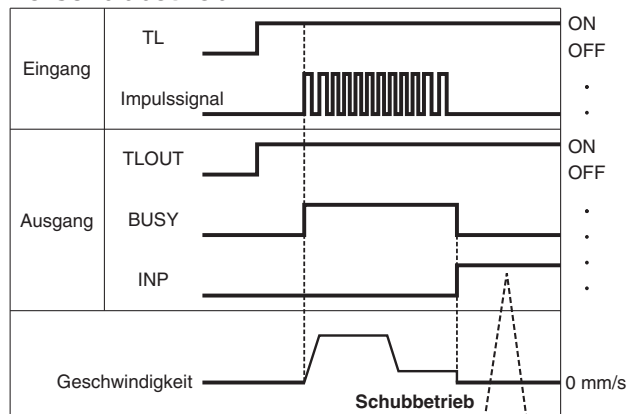 Eingang
TL
ON
OFF
Impulssignal
Ausgang
TLOUT
ON
OFF
BUSY
INP
Geschwindigkeit
0 mm/s
Schubbetrieb